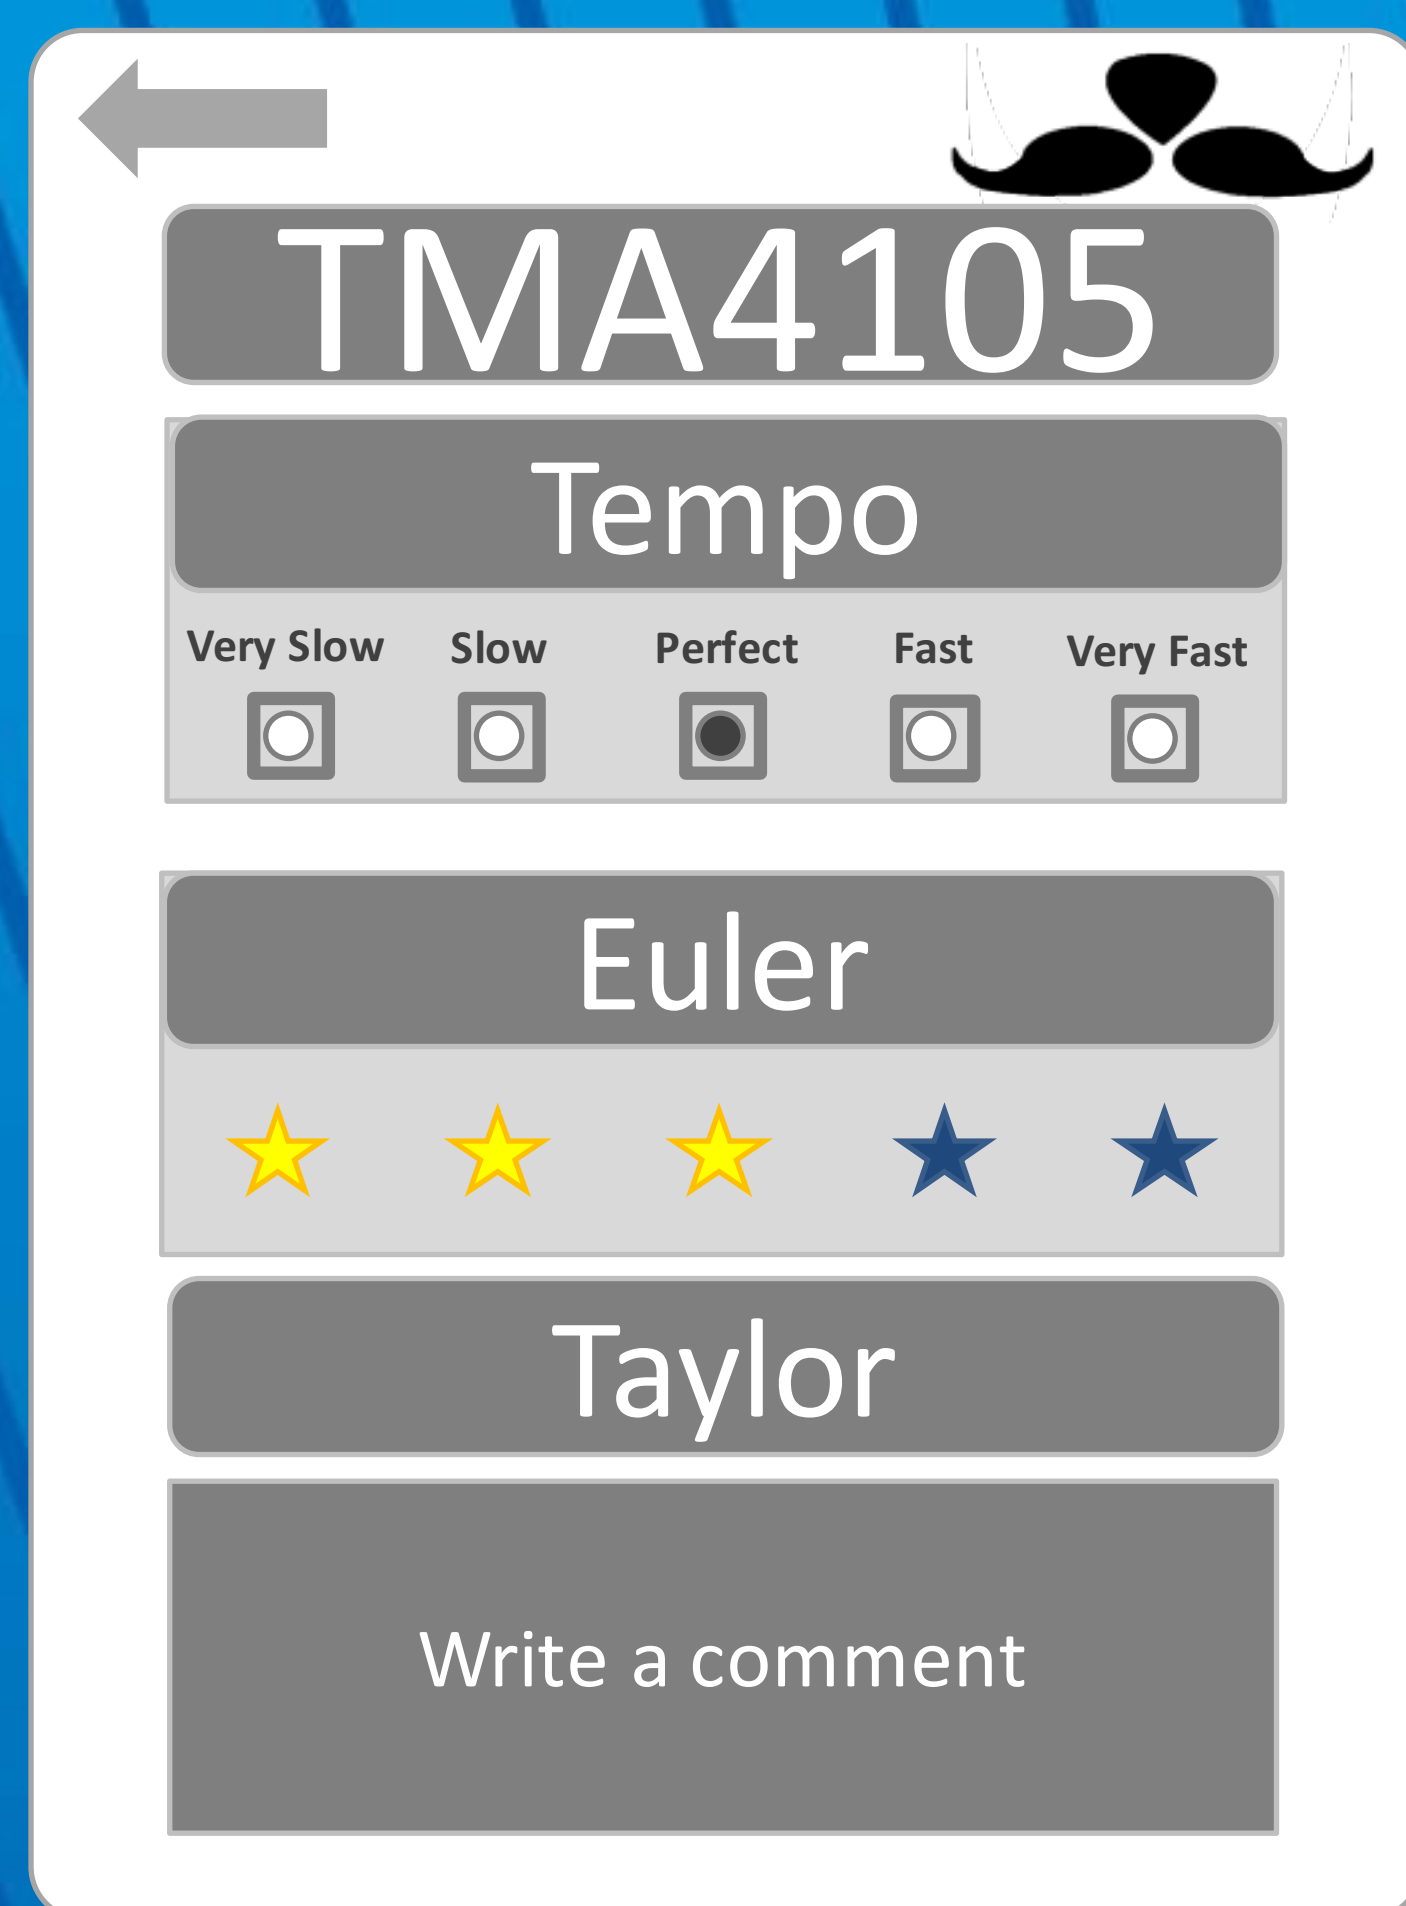 TMA4105
Tempo
Very Slow Slow Perfect Fast Very Fast
Euler
Taylor
Write a comment